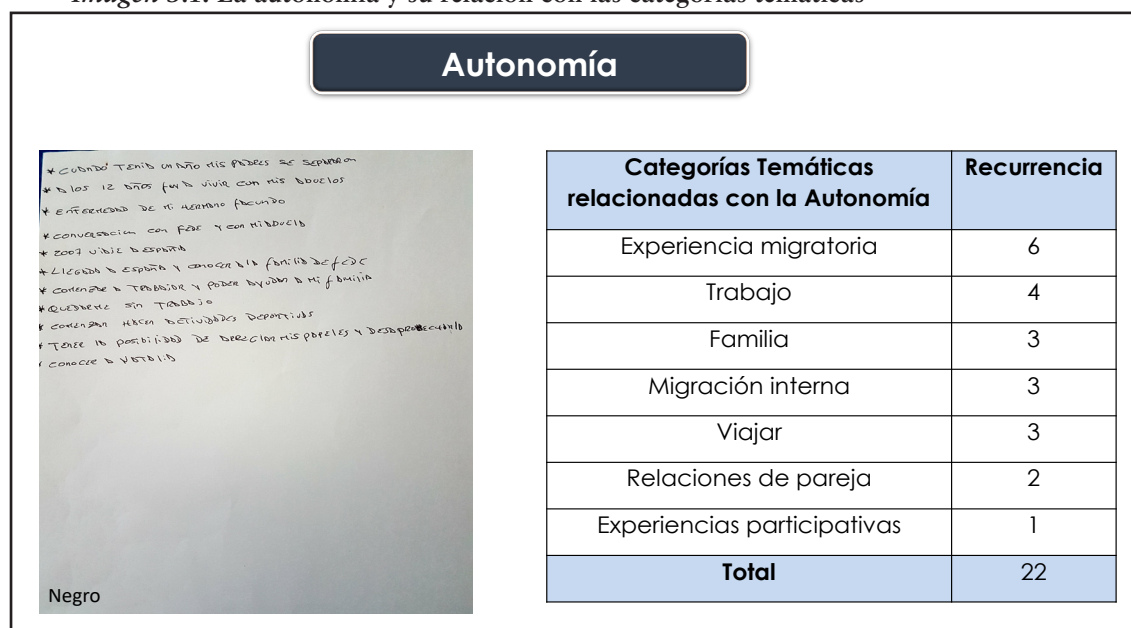 Imagen 3.1. La autonomía y su relación con las categorías temáticas
Autonomía
* CUANDO TENIA UN AÑO MIS PADRES SE SEPARARON
* A los 12 AÑOS fui A vivir con mis Abuelos
* ENFERMEDAD DE mi HERMANO fACUNDO
* CONVERSACION con FEDE Y con Mi ABUELA
* 2007 VIAJE A ESPAÑA
* LLEGADA A ESPAÑA Y CONOCER A lA fAMiliA DE fEDE
* COMENZAR A TRABAJAR Y PODER AYUDAR A Mi fAMiliA
* QUEDARME sin TRABAJO
* COMENZAR HACER ACTIVIDADES DEPORTIVAS
* TENER lA posibilidad DE ARREGLAR Mis PAPELES Y DESAPROVECHARlA
* CONOCER A NATALIA
Negro
Categorías Temáticas Recurrencia
relacionadas con la Autonomía
Experiencia migratoria 6
Trabajo 4
Familia 3
Migración interna 3
Viajar 3
Relaciones de pareja 2
Experiencias participativas 1
Total 22